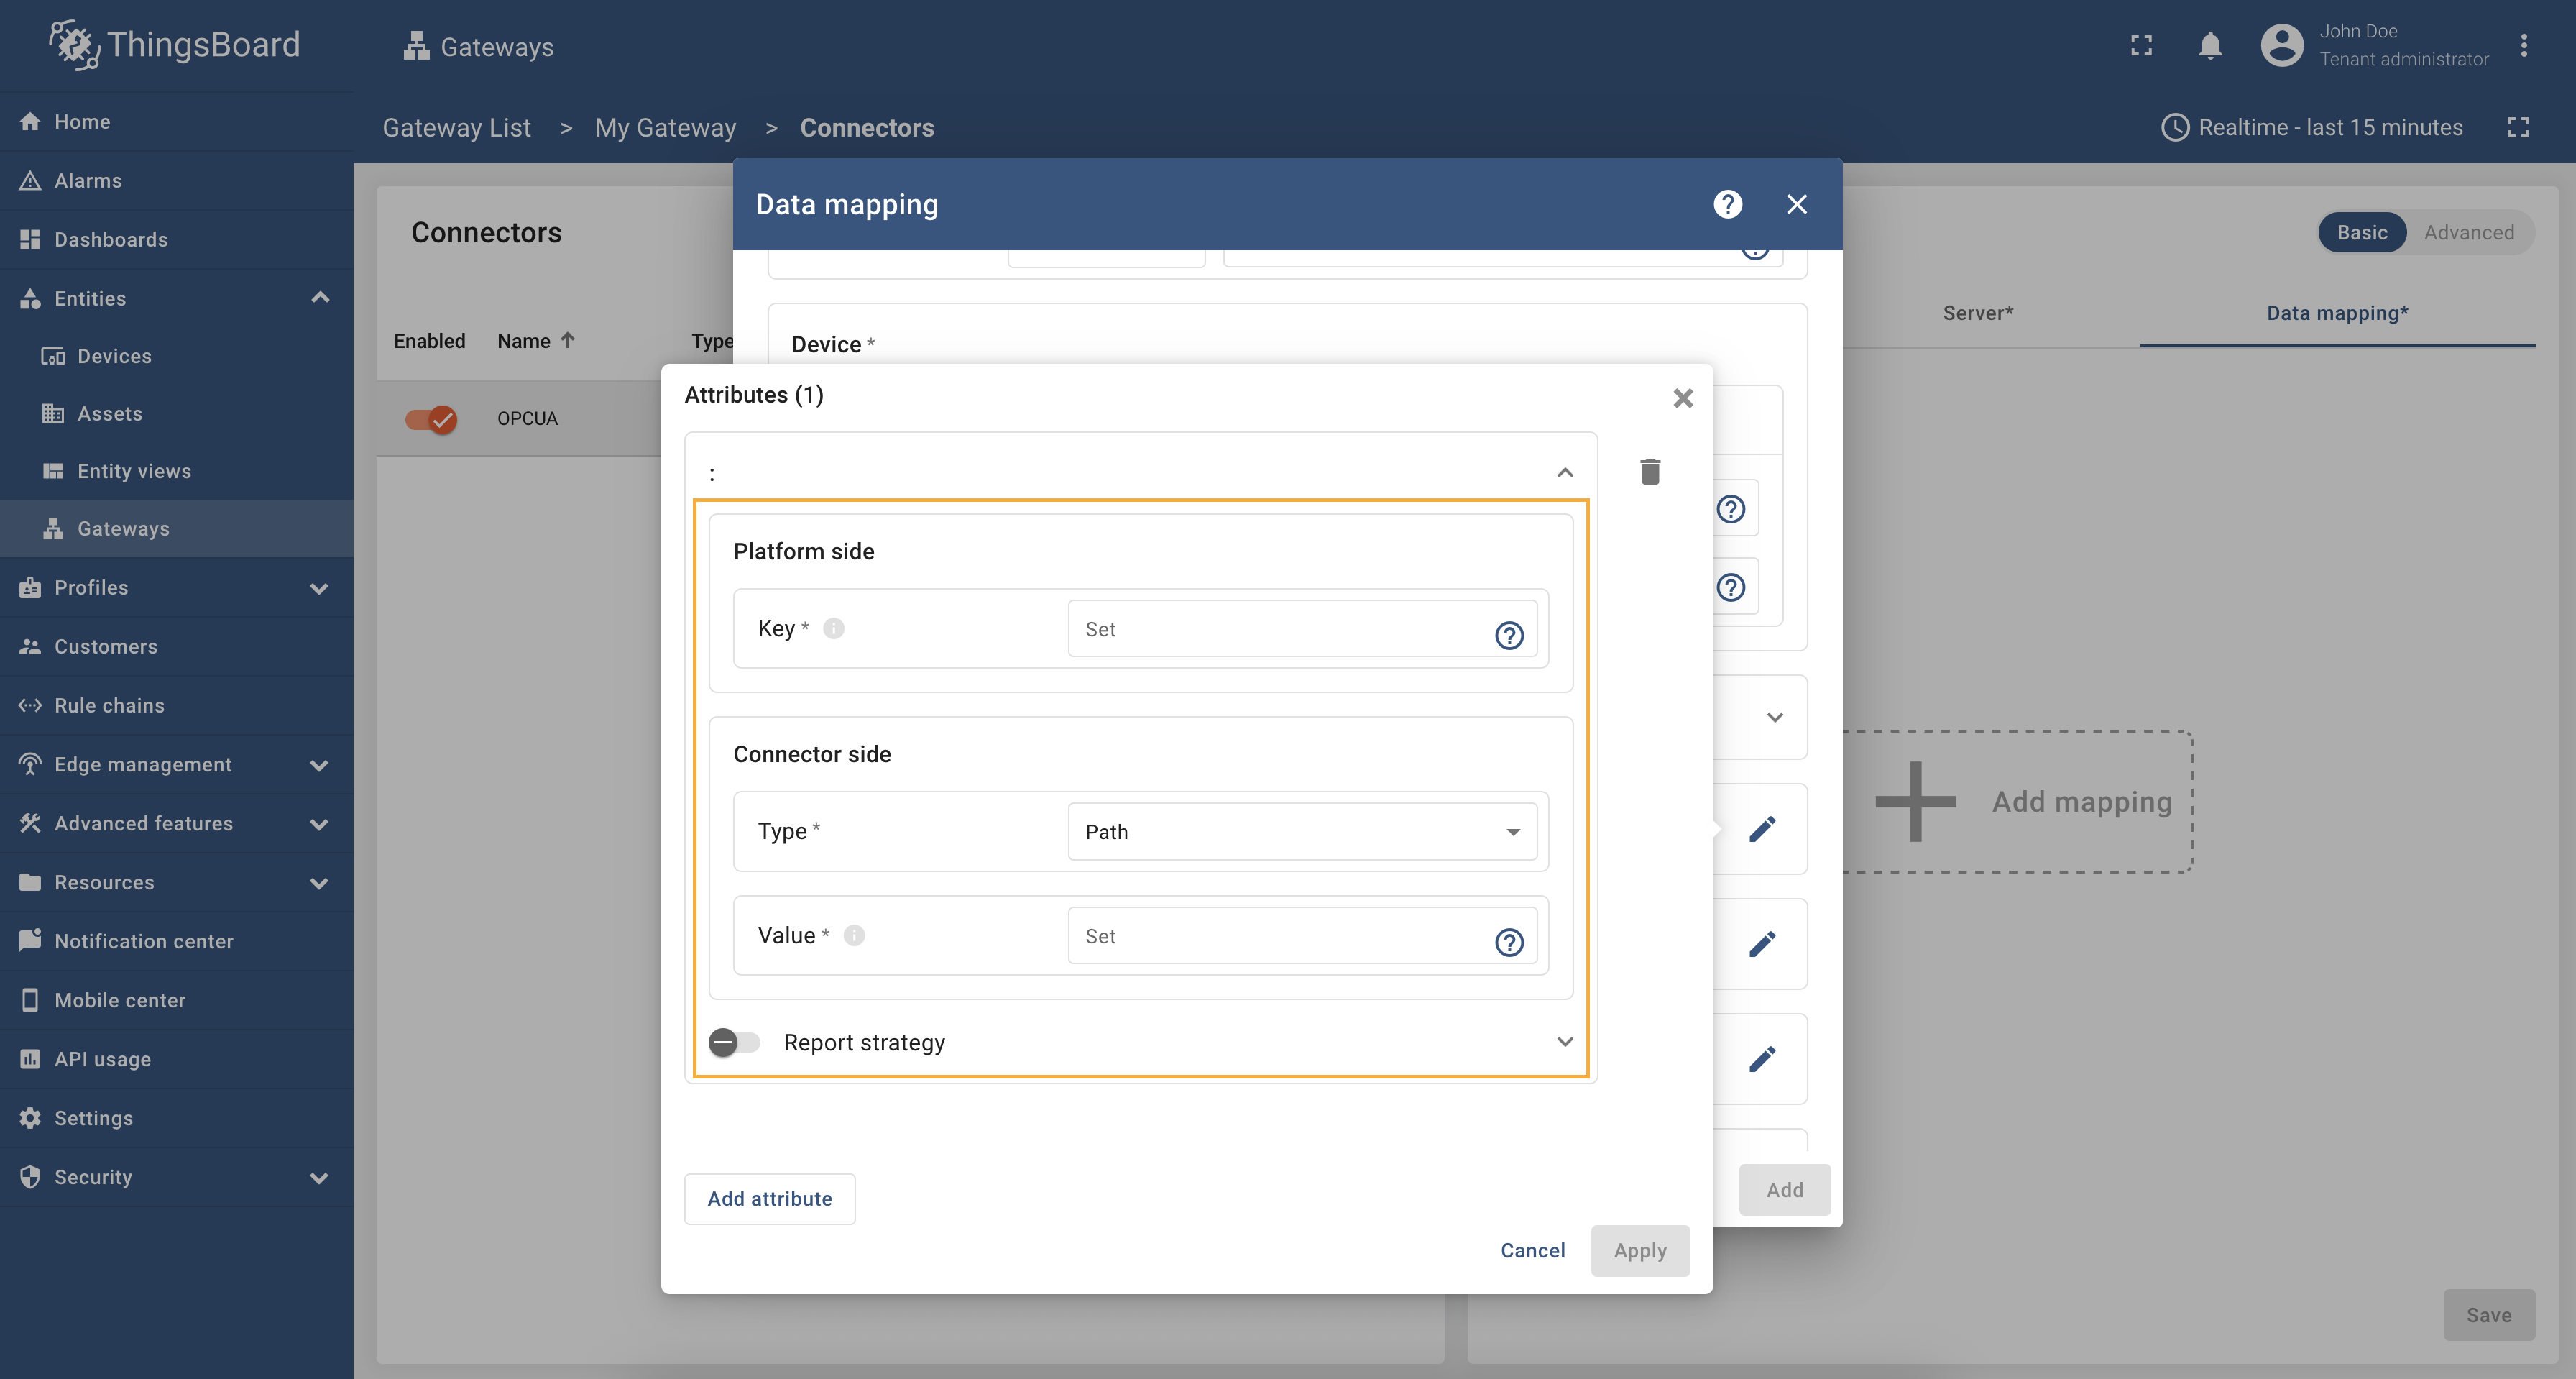 ThingsBoard
Gateways
John Doe
Tenant administrator
Home
Alarms
Dashboards
Entities
Devices
Assets
Entity views
Gateways
Profiles
Customers
Rule chains
Edge management
Advanced features
Resources
Notification center
Mobile center
API usage
Settings
Security
Gateway List > My Gateway > Connectors
Realtime - last 15 minutes
Connectors
Enabled Name Type
OPCUA
Basic Advanced
Server* Data mapping*
Add mapping
Save
Data mapping
Device *
Add
Attributes (1)
:
Platform side
Key * Set
Connector side
Type * Path
Value * Set
Report strategy
Add attribute
Cancel Apply